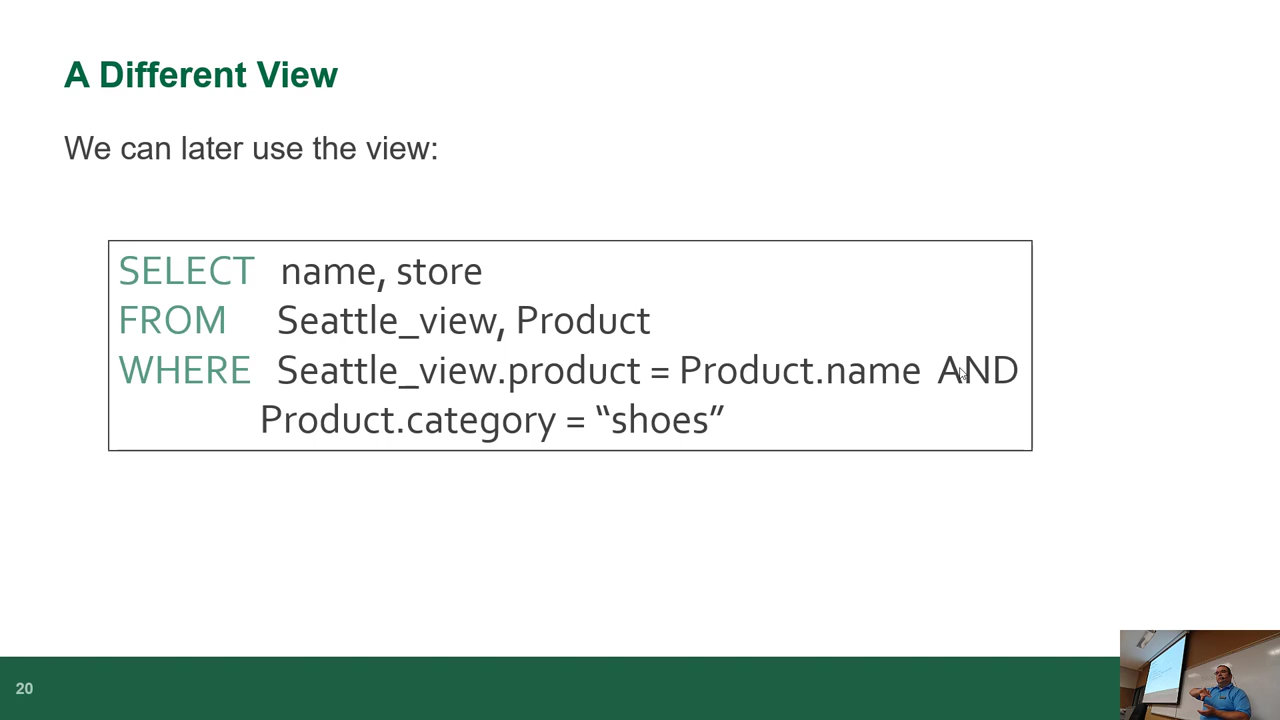 A Different View
We can later use the view:
SELECT name, store
FROM Seattle_view, Product
WHERE Seattle_view.product = Product.name AND
Product.category = “shoes”
20